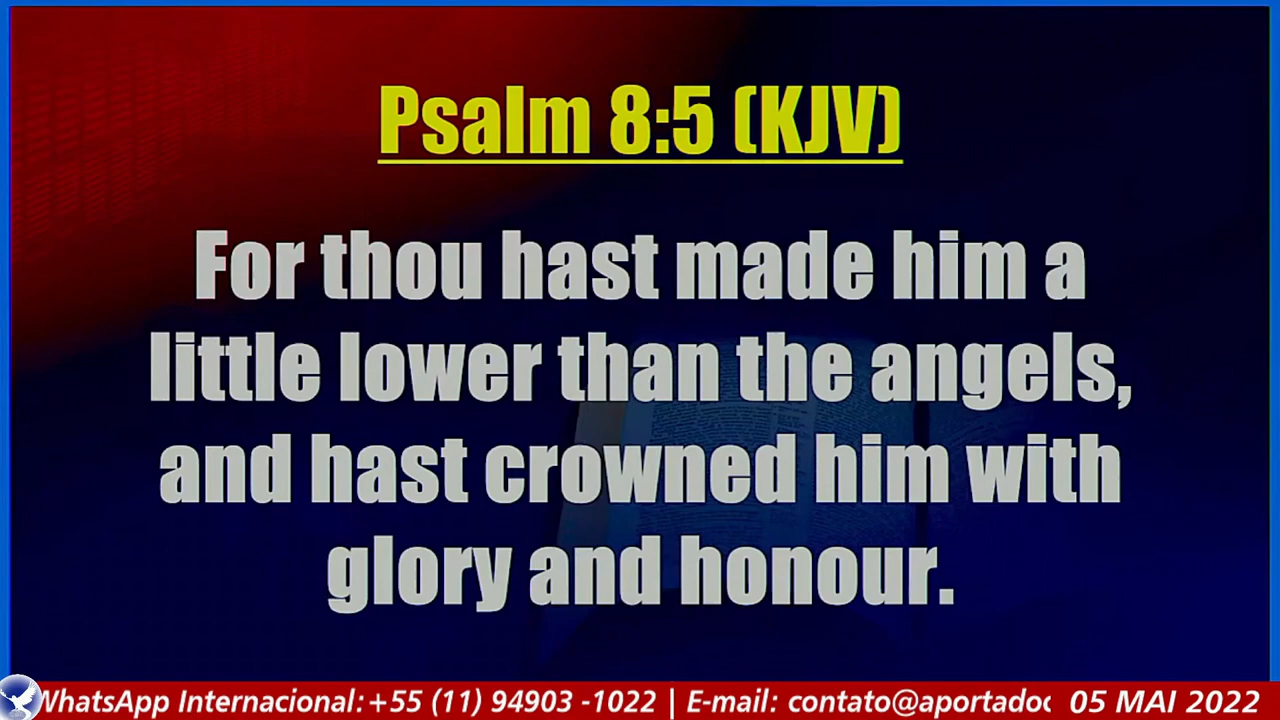 Psalm 8:5 (KJV)
For thou hast made him a
little lower than the angels,
and hast crowned him with
glory and honour.
WhatsApp Internacional: +55 (11) 94903 -1022 | E-mail: contato@aportadoc 05 MAI 2022